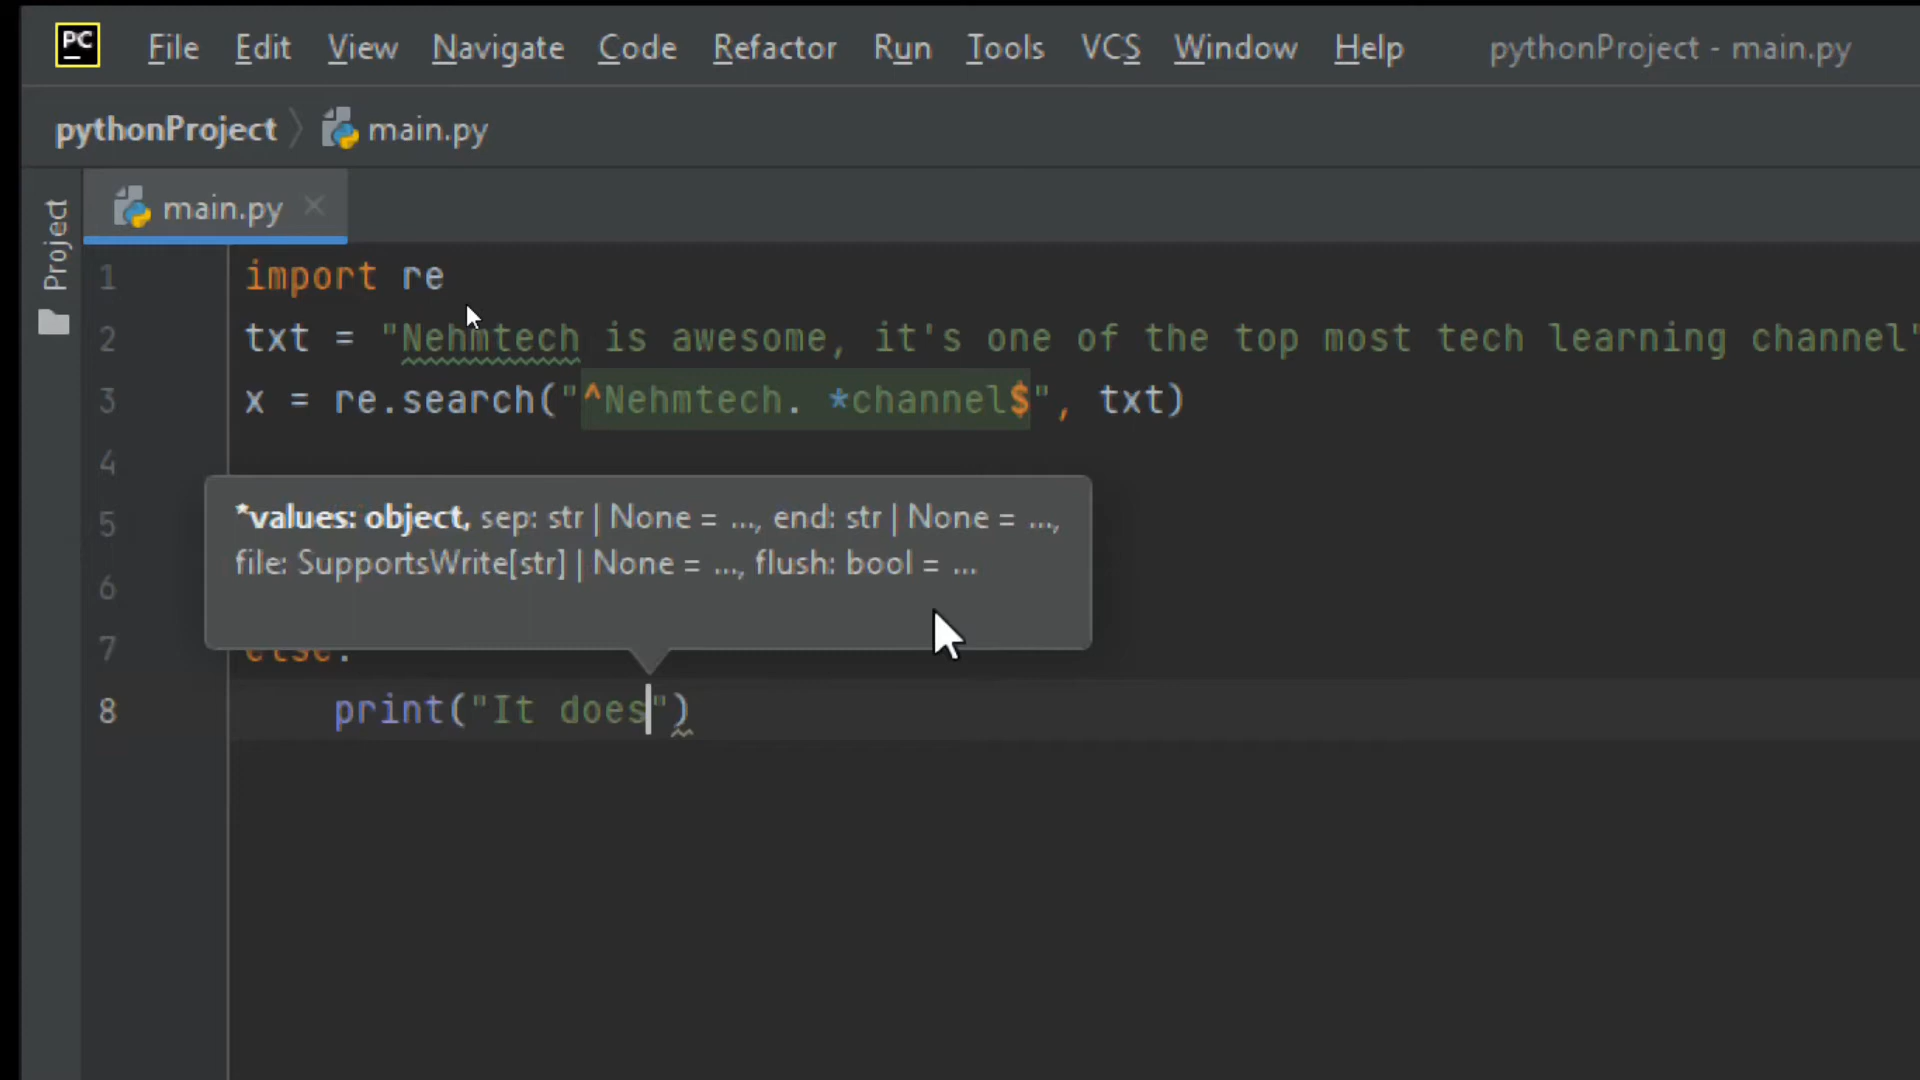 PC File Edit View Navigate Code Refactor Run Tools VCS Window Help pythonProject - main.py
pythonProject main.py
Project
main.py
1 import re
2 txt = "Nehmtech is awesome, it's one of the top most tech learning channel"
3 x = re.search("^Nehmtech. *channel$", txt)
4
5
*values: object, sep: str | None = ..., end: str | None = ...,
file: SupportsWrite[str] | None = ..., flush: bool = ...
6
7 else:
8 print("It does")